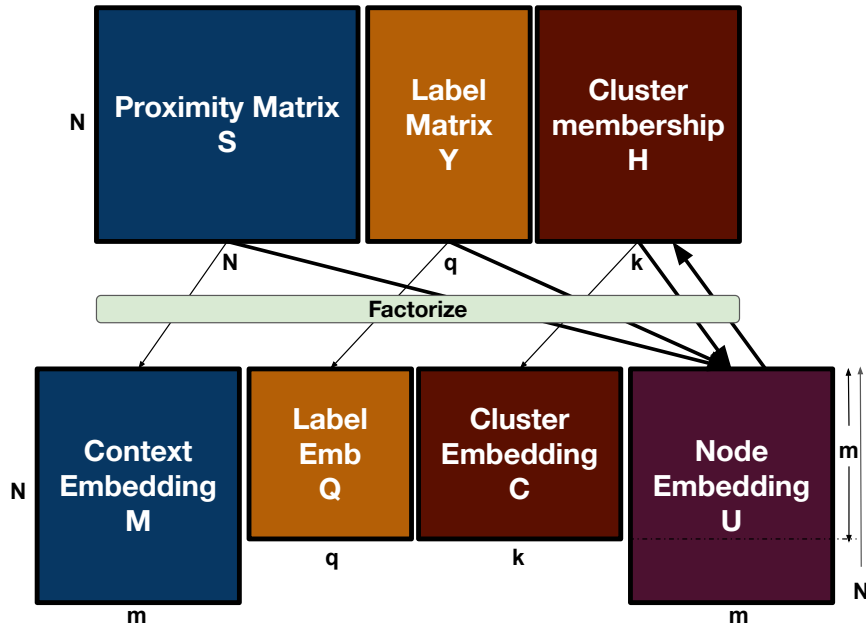 Proximity Matrix
S
Label
Matrix
Y
Cluster
membership
H
N
N
q
k
Factorize
Context
Embedding
M
Label
Emb
Q
Cluster
Embedding
C
Node
Embedding
U
m
N
q
k
N
m
m